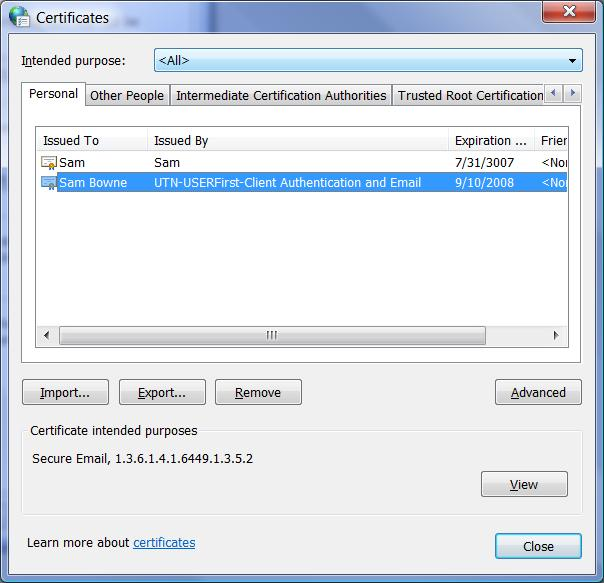 Certificates
Intended purpose: <All>
Personal Other People Intermediate Certification Authorities Trusted Root Certification
Issued To Issued By Expiration ... Frien
Sam Sam 7/31/3007 <Nor
Sam Bowne UTN-USERFirst-Client Authentication and Email 9/10/2008 <Nor
Import... Export... Remove Advanced
Certificate intended purposes
Secure Email, 1.3.6.1.4.1.6449.1.3.5.2
View
Learn more about certificates
Close